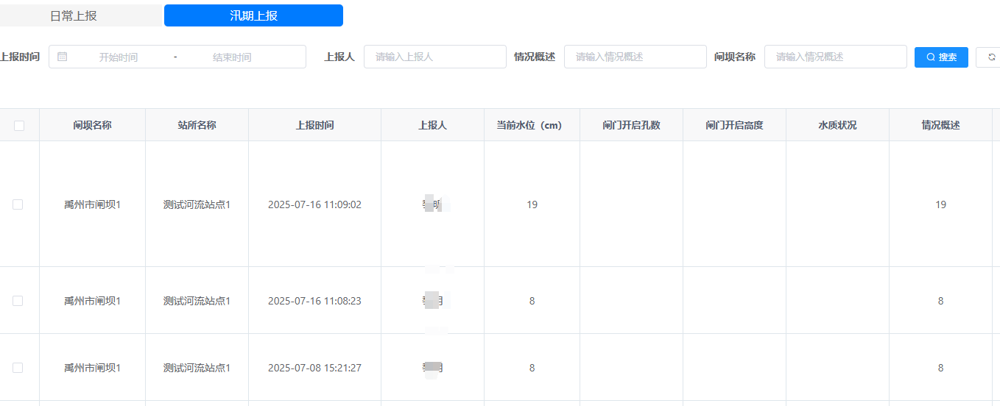 日常上报 汛期上报
上报时间 开始时间 - 结束时间 上报人 请输入上报人 情况概述 请输入情况概述 闸坝名称 请输入情况概述 搜索
闸坝名称 站所名称 上报时间 上报人 当前水位（cm） 闸门开启孔数 闸门开启高度 水质状况 情况概述
禹州市闸坝1 测试河流站点1 2025-07-16 11:09:02 19 19
禹州市闸坝1 测试河流站点1 2025-07-16 11:08:23 8 8
禹州市闸坝1 测试河流站点1 2025-07-08 15:21:27 8 8